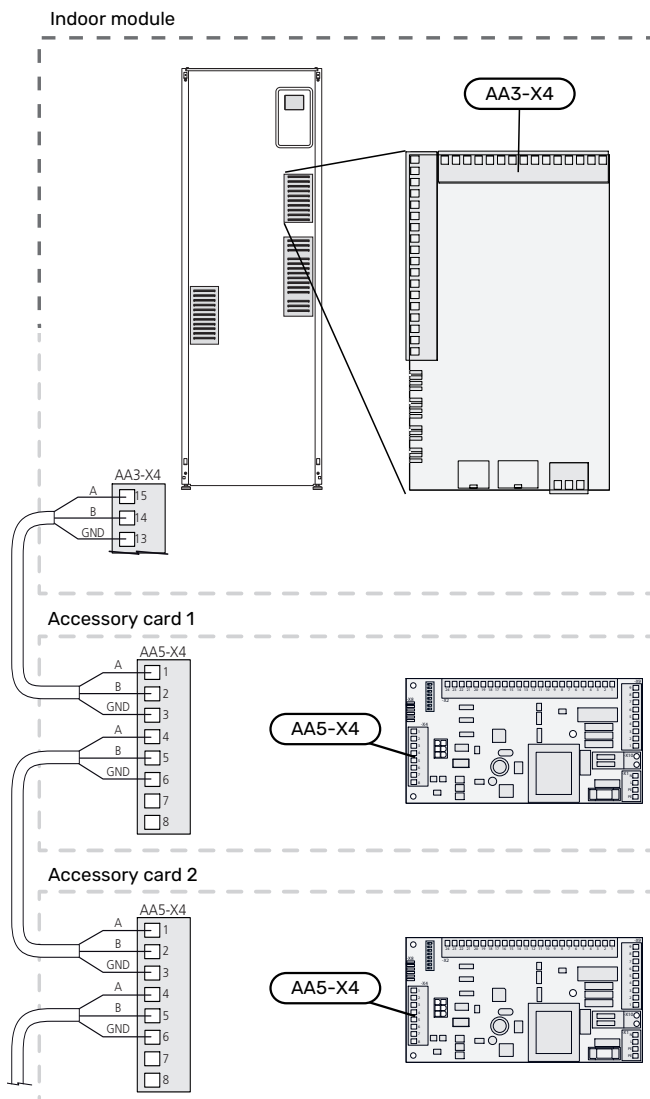 Indoor module
AA3-X4
AA3-X4
A
15
B
14
GND
13
Accessory card 1
AA5-X4
A
1
B
2
GND
3
A
4
B
5
GND
6
7
8
AA5-X4
Accessory card 2
AA5-X4
A
1
B
2
GND
3
A
4
B
5
GND
6
7
8
AA5-X4